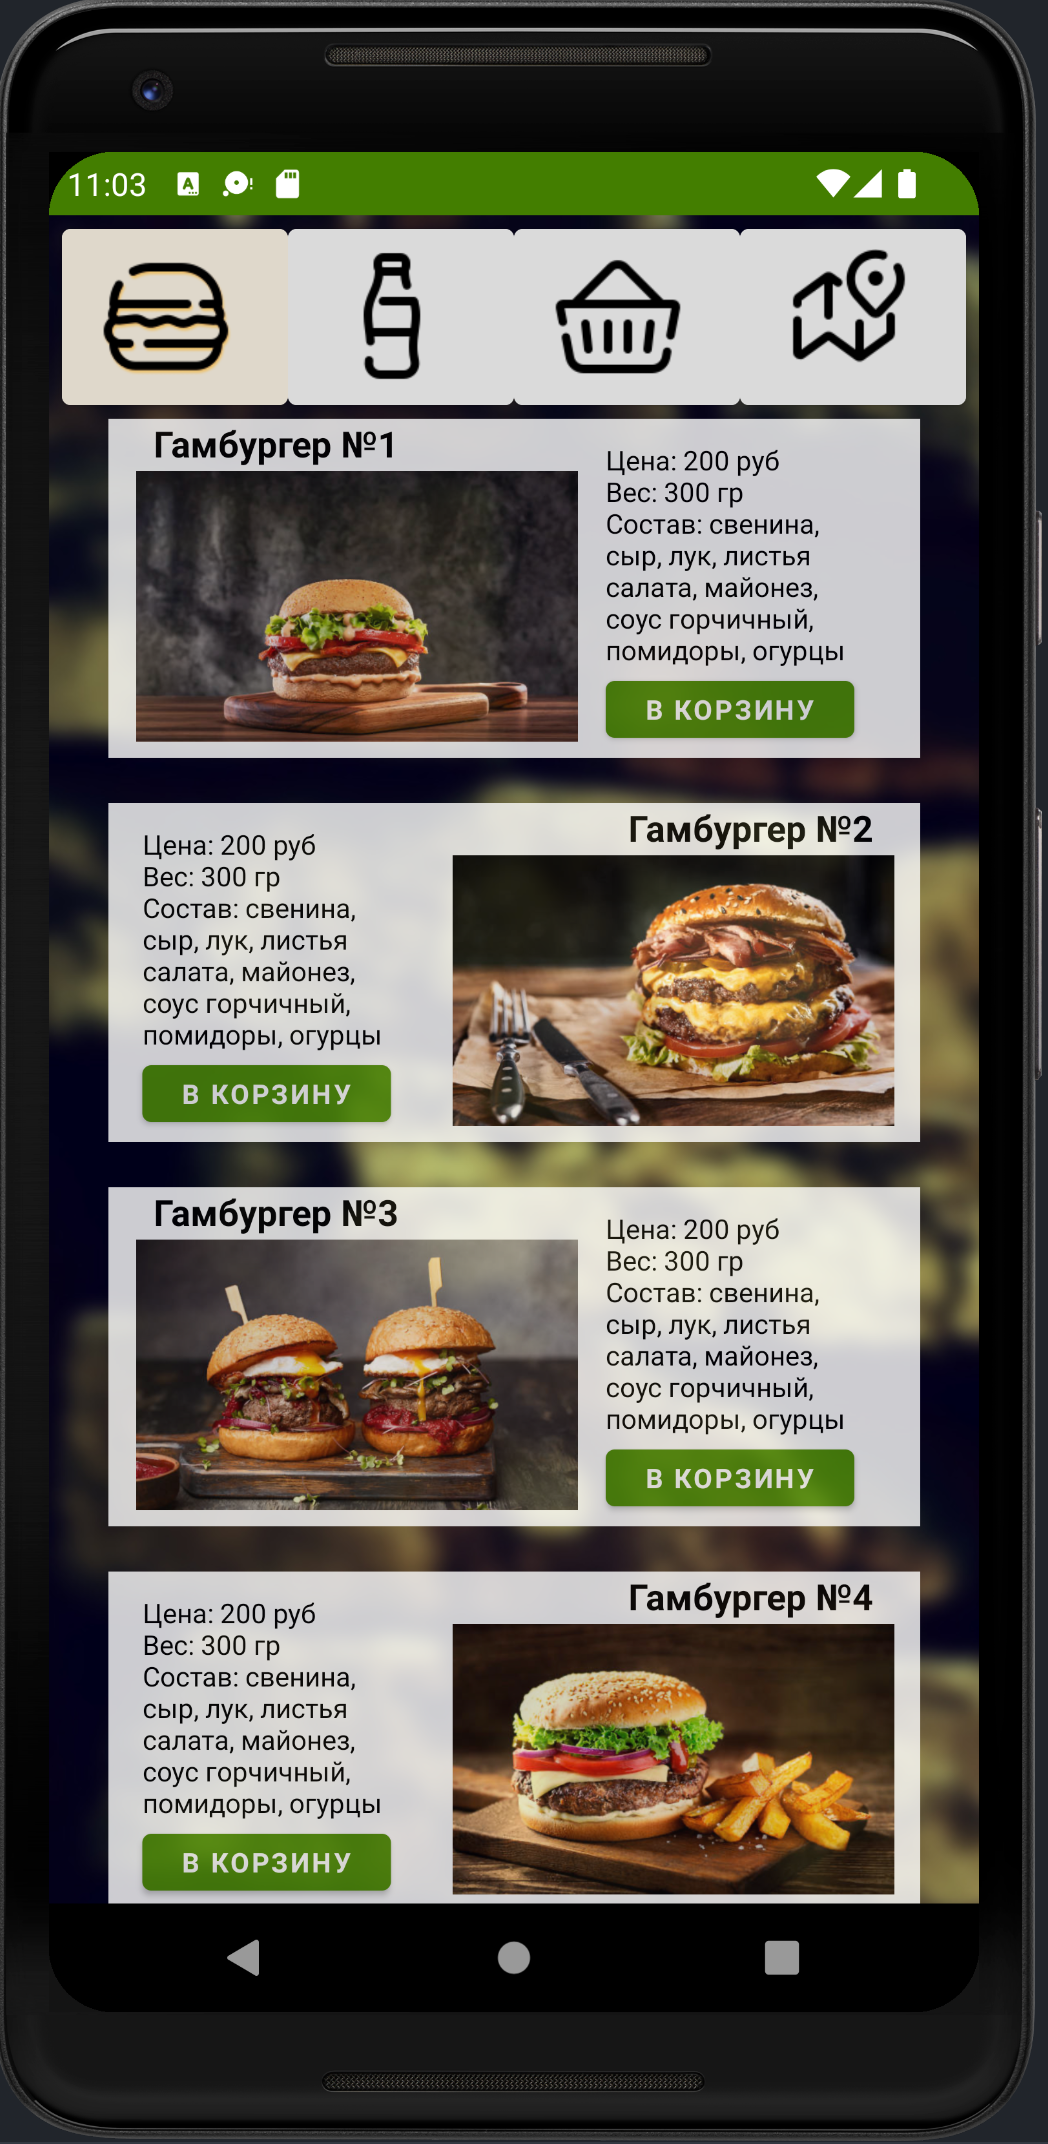 11:03
Гамбургер №1
Цена: 200 руб
Вес: 300 гр
Состав: свенина,
сыр, лук, листья
салата, майонез,
соус горчичный,
помидоры, огурцы
В КОРЗИНУ
Гамбургер №2
Цена: 200 руб
Вес: 300 гр
Состав: свенина,
сыр, лук, листья
салата, майонез,
соус горчичный,
помидоры, огурцы
В КОРЗИНУ
Гамбургер №3
Цена: 200 руб
Вес: 300 гр
Состав: свенина,
сыр, лук, листья
салата, майонез,
соус горчичный,
помидоры, огурцы
В КОРЗИНУ
Гамбургер №4
Цена: 200 руб
Вес: 300 гр
Состав: свенина,
сыр, лук, листья
салата, майонез,
соус горчичный,
помидоры, огурцы
В КОРЗИНУ